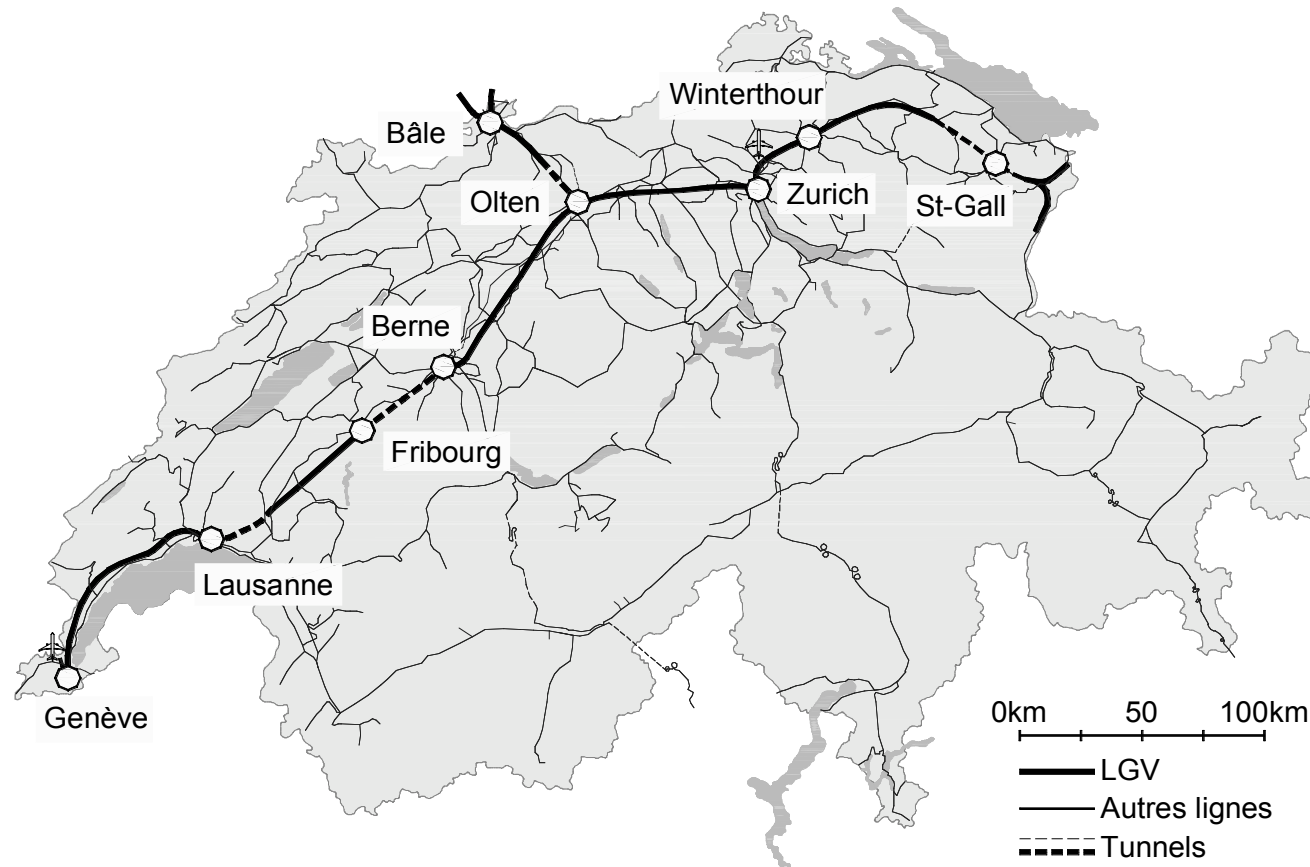 Winterthour
Bâle
Olten
Zurich
St-Gall
Berne
Fribourg
Lausanne
Genève
0km 50 100km
LGV
Autres lignes
Tunnels